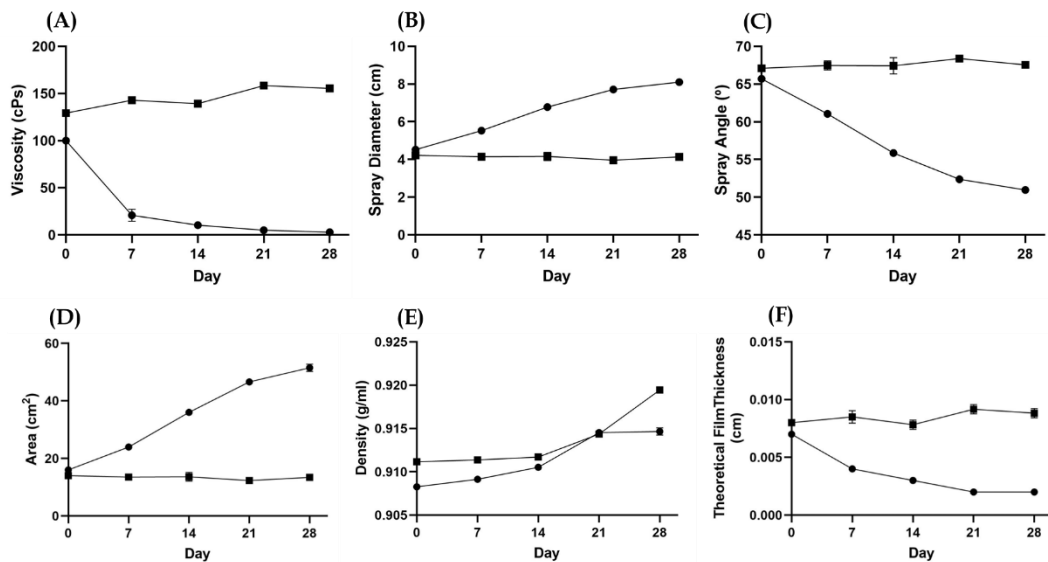 (A)
Viscosity (cPs)
200
150
100
50
0
0 7 14 21 28
Day
(B)
Spray Diameter (cm)
10
8
6
4
2
0
0 7 14 21 28
Day
(C)
Spray Angle (º)
70
65
60
55
50
45
0 7 14 21 28
Day
(D)
Area (cm²)
60
40
20
0
0 7 14 21 28
Day
(E)
Density (g/ml)
0.925
0.920
0.915
0.910
0.905
0 7 14 21 28
Day
(F)
Theoretical FilmThickness
(cm)
0.015
0.010
0.005
0.000
0 7 14 21 28
Day